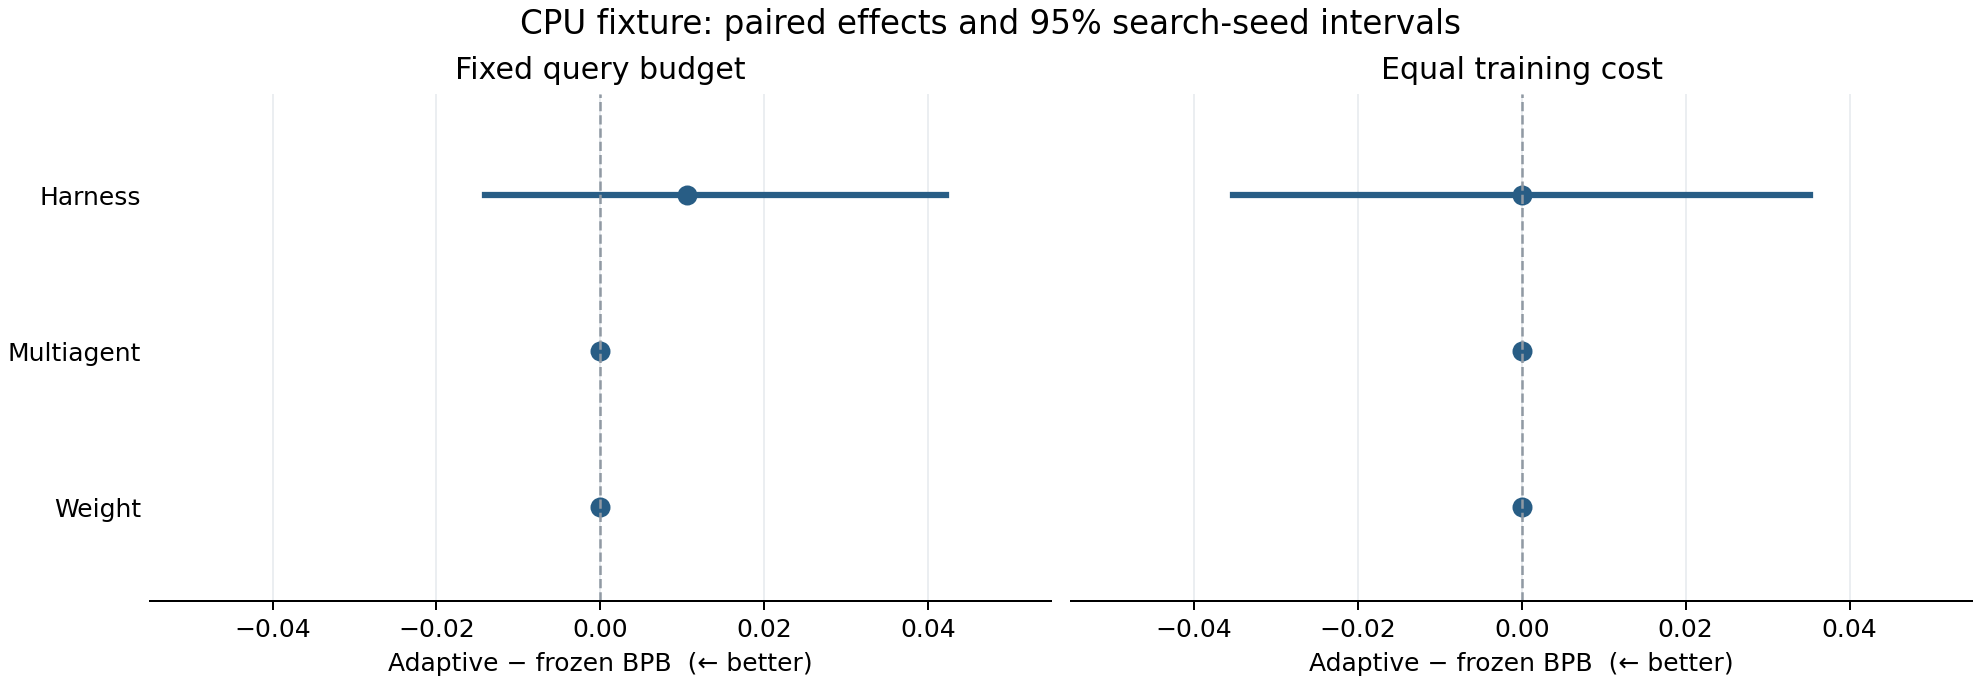 CPU fixture: paired effects and 95% search-seed intervals
Fixed query budget
Equal training cost
Harness
Multiagent
Weight
−0.04 −0.02 0.00 0.02 0.04
−0.04 −0.02 0.00 0.02 0.04
Adaptive − frozen BPB (← better)
Adaptive − frozen BPB (← better)